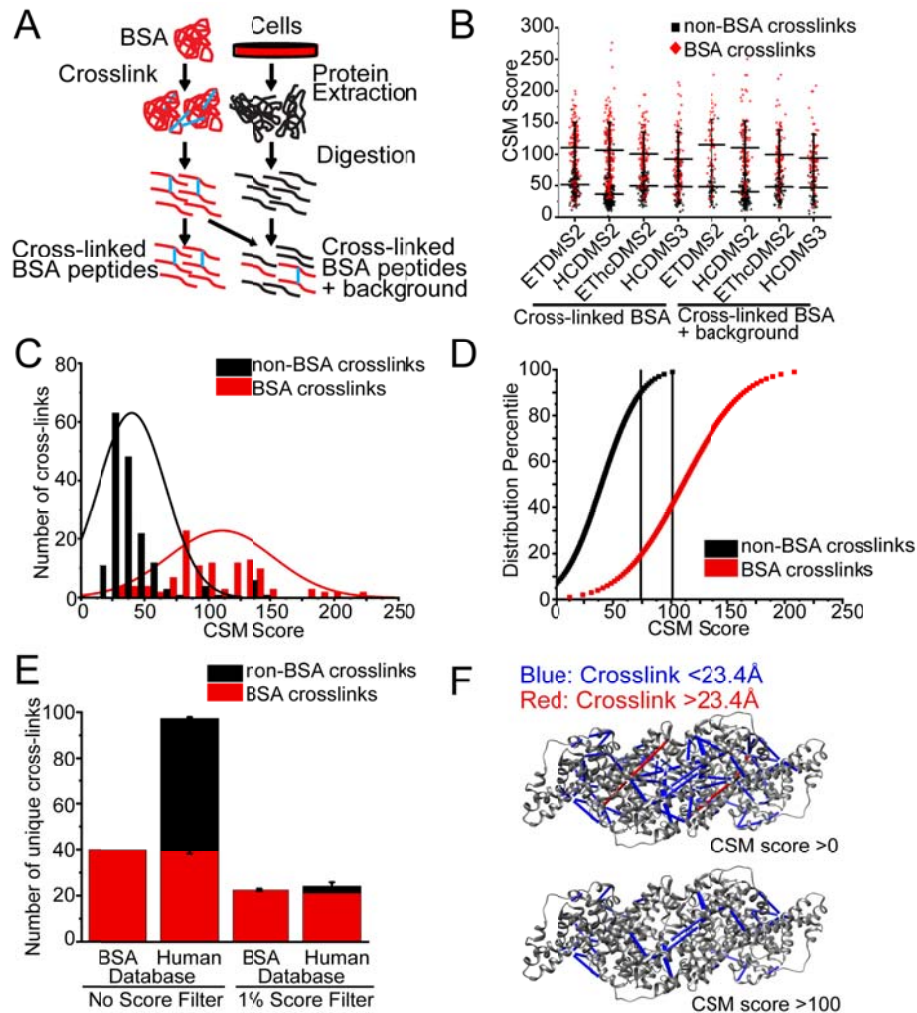 A
BSA
Cells
Crosslink
Protein
Extraction
Digestion
Cross-linked
BSA peptides
Cross-linked
BSA peptides
+ background
B
non-BSA crosslinks
BSA crosslinks
CSM Score
300
250
200
150
100
50
0
ETDMS2
HCDMS2
EThcDMS2
HCDMS3
ETDMS2
HCDMS2
EThcDMS2
HCDMS3
Cross-linked BSA
Cross-linked BSA
+ background
C
non-BSA crosslinks
BSA crosslinks
Number of cross-links
80
60
40
20
0
0 50 100 150 200 250
CSM Score
D
Distribution Percentile
100
80
60
40
20
0
0 50 100 150 200 250
non-BSA crosslinks
BSA crosslinks
CSM Score
E
non-BSA crosslinks
BSA crosslinks
Number of unique cross-links
100
80
60
40
20
0
BSA Human BSA Human
Database Database
No Score Filter 1% Score Filter
F
Blue: Crosslink <23.4Å
Red: Crosslink >23.4Å
CSM score >0
CSM score >100